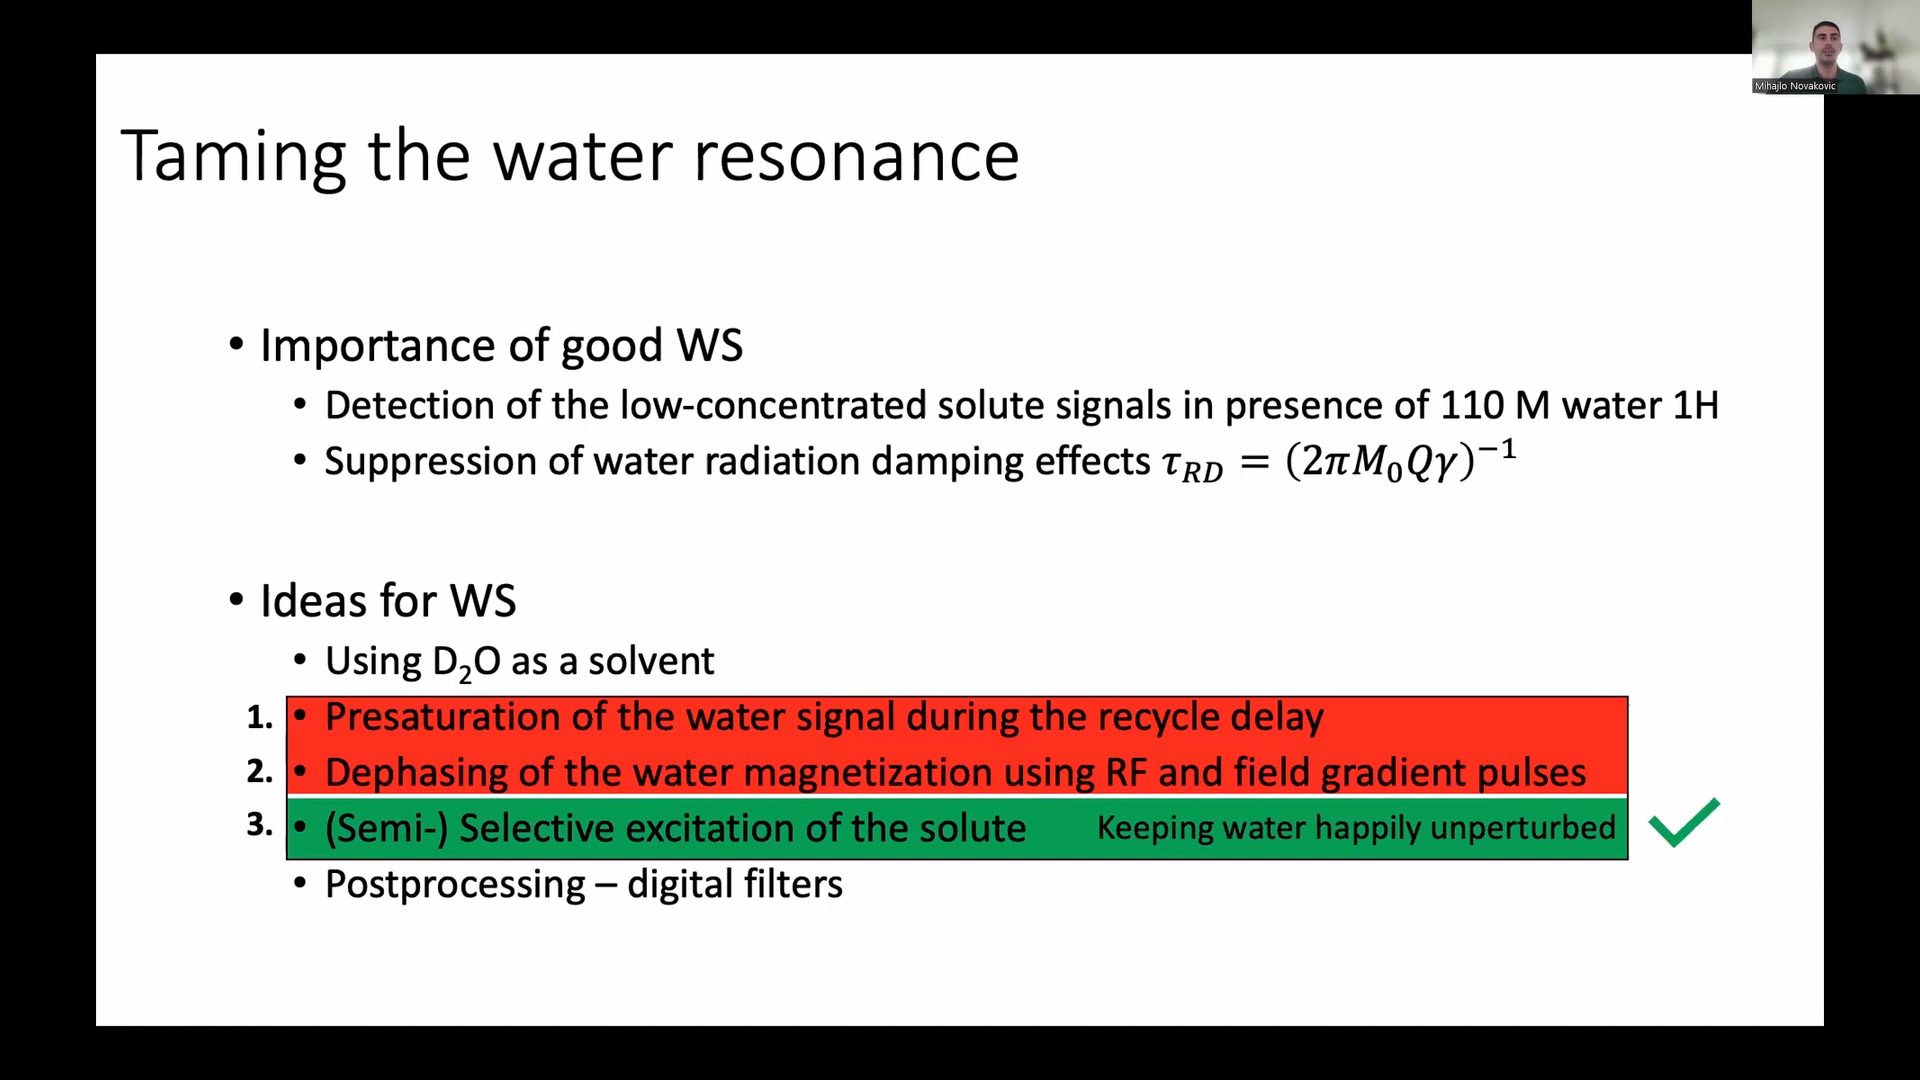 Mihajlo Novakovic
Taming the water resonance
• Importance of good WS
• Detection of the low-concentrated solute signals in presence of 110 M water 1H
• Suppression of water radiation damping effects τ_RD = (2πM₀Qγ)⁻¹
• Ideas for WS
• Using D₂O as a solvent
1. • Presaturation of the water signal during the recycle delay
2. • Dephasing of the water magnetization using RF and field gradient pulses
3. • (Semi-) Selective excitation of the solute Keeping water happily unperturbed
• Postprocessing – digital filters